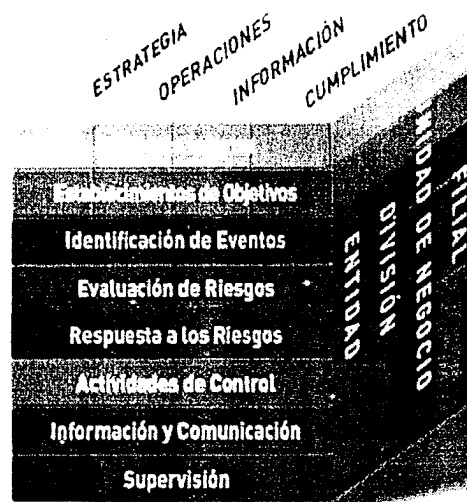 ESTRATEGIA
OPERACIONES
INFORMACIÓN
CUMPLIMIENTO
Establecimientos de Objetivos
Identificación de Eventos
Evaluación de Riesgos
Respuesta a los Riesgos
Actividades de Control
Información y Comunicación
Supervisión
ENTIDAD
DIVISIÓN
NIDAD DE NEGOCIO
FILIAL